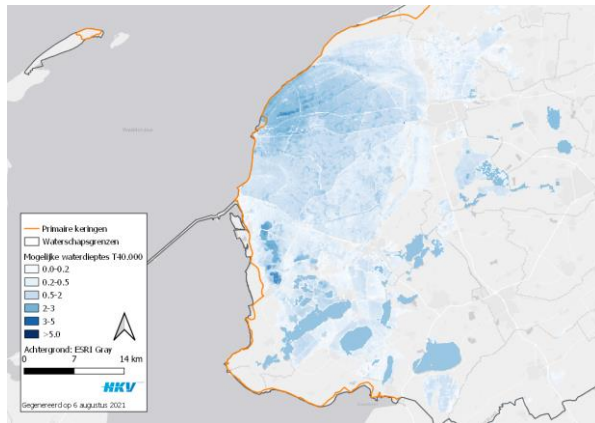 Primaire keringen
Waterschapsgrenzen
Mogelijke waterdieptes T40.000
0.0-0.2
0.2-0.5
0.5-2
2-3
3-5
>5.0
Achtergrond: ESRI Gray
0 7 14 km
HKV
Gegenereerd op 6 augustus 2021